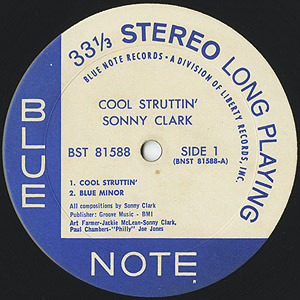 33⅓ STEREO LONG PLAYING
BLUE NOTE RECORDS • A DIVISION OF LIBERTY RECORDS, INC.
COOL STRUTTIN'
SONNY CLARK
BST 81588 SIDE 1
(BNST 81588-A)
1. COOL STRUTTIN'
2. BLUE MINOR
All compositions by Sonny Clark
Publisher: Groove Music - BMI
Art Farmer-Jackie McLean-Sonny Clark,
Paul Chambers-"Philly" Joe Jones
BLUE
NOTE